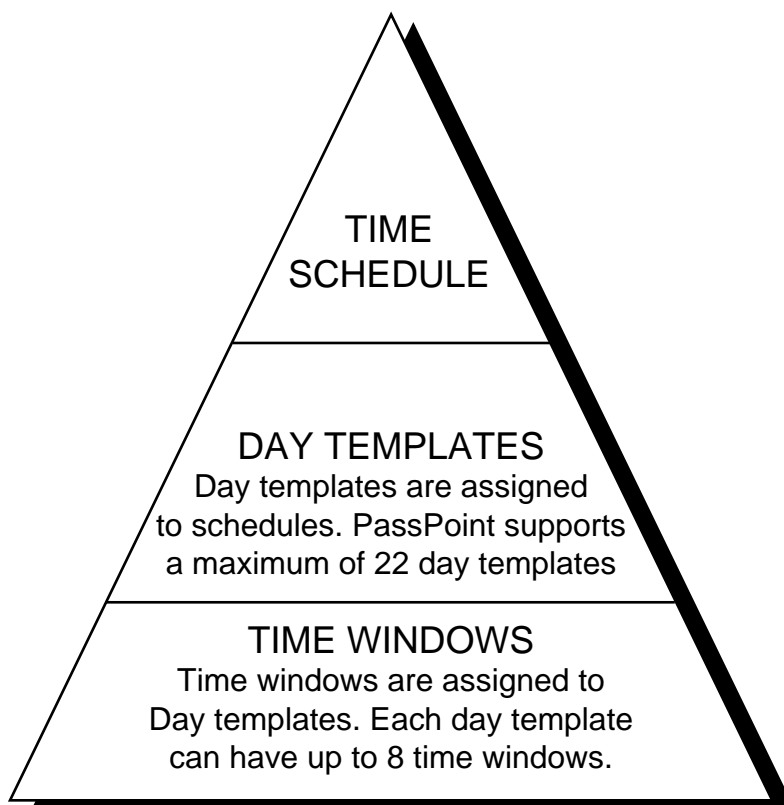 TIME
SCHEDULE
DAY TEMPLATES
Day templates are assigned
to schedules. PassPoint supports
a maximum of 22 day templates
TIME WINDOWS
Time windows are assigned to
Day templates. Each day template
can have up to 8 time windows.